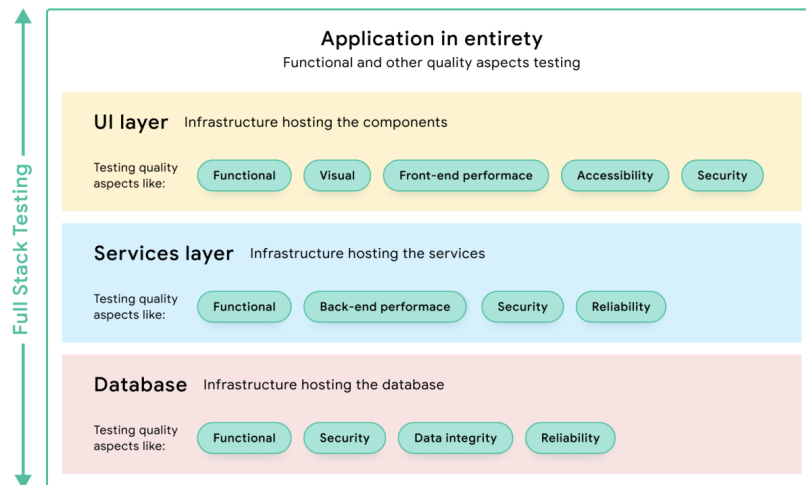 Full Stack Testing
Application in entirety
Functional and other quality aspects testing
UI layer Infrastructure hosting the components
Testing quality
aspects like:
Functional Visual Front-end performace Accessibility Security
Services layer Infrastructure hosting the services
Testing quality
aspects like:
Functional Back-end performace Security Reliability
Database Infrastructure hosting the database
Testing quality
aspects like:
Functional Security Data integrity Reliability